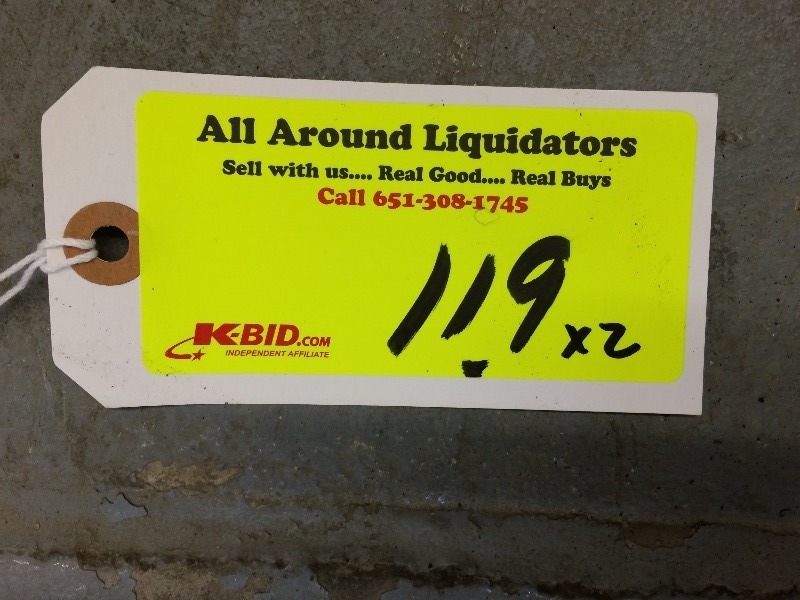 All Around Liquidators
Sell with us.... Real Good.... Real Buys
Call 651-308-1745
119 x2
K-BID.COM
INDEPENDENT AFFILIATE